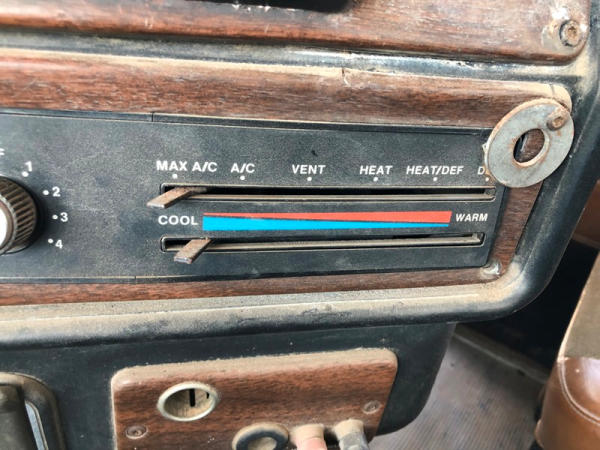 MAX A/C A/C VENT HEAT HEAT/DEF
1
2
3
4
COOL WARM